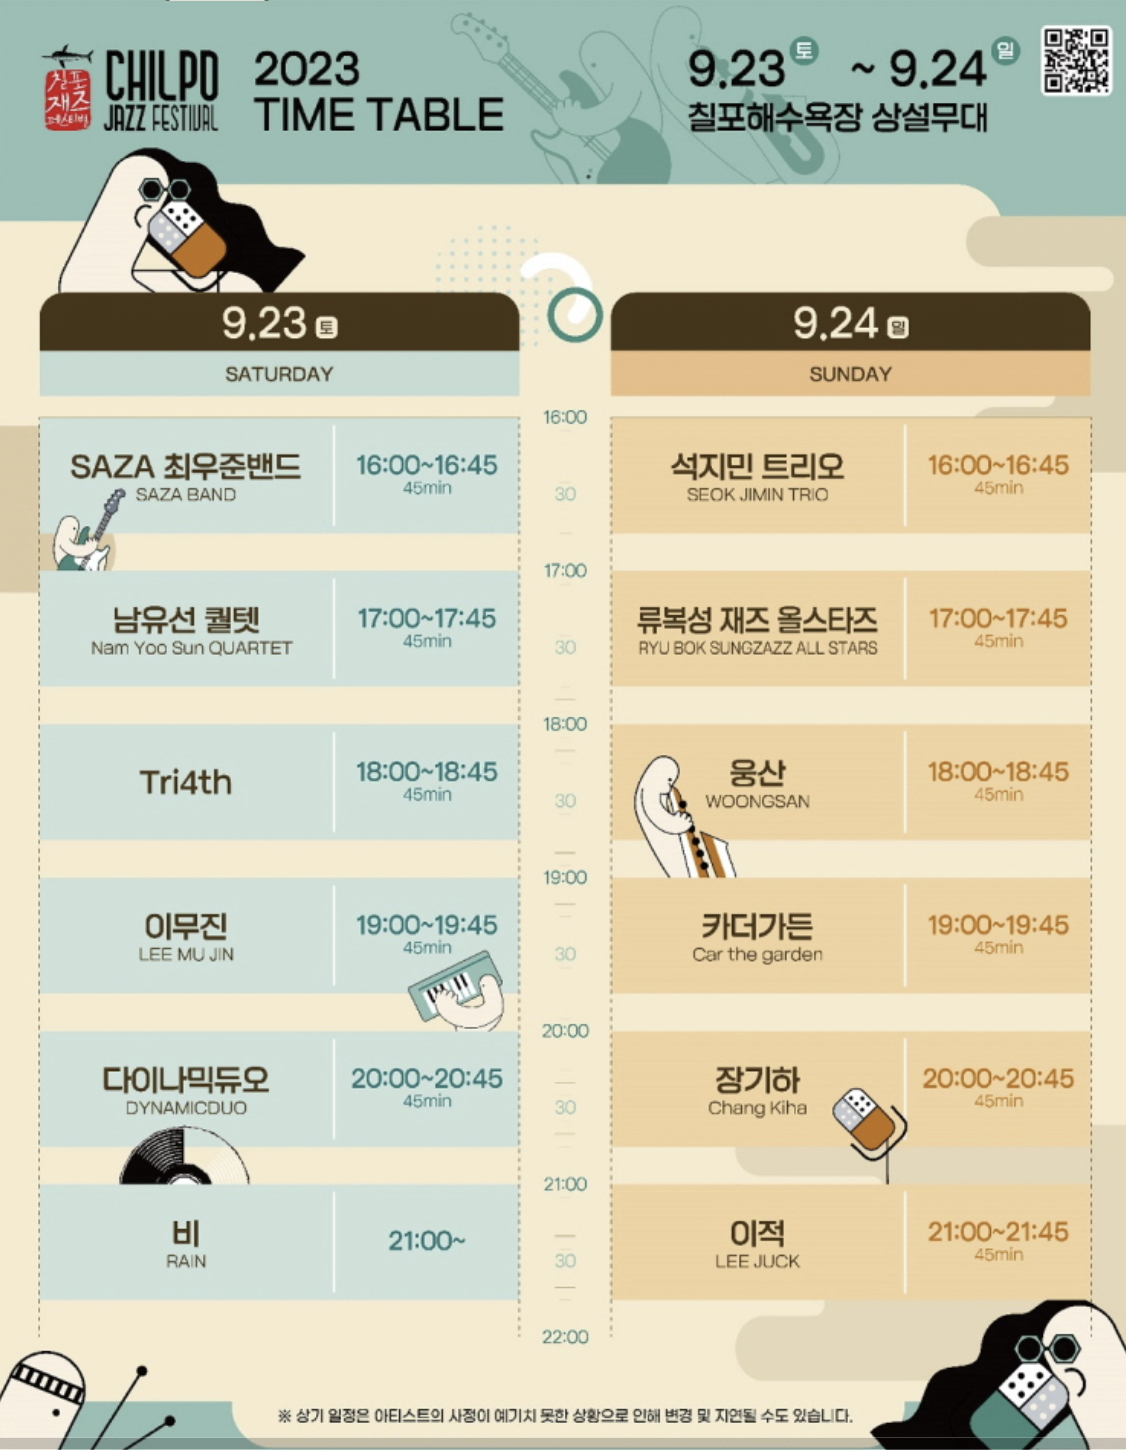 칠포
재즈
페스티벌
CHILPO
JAZZ FESTIVAL
2023
TIME TABLE
9.23 토 ~ 9.24 일
칠포해수욕장 상설무대
9.23 토
SATURDAY
9.24 일
SUNDAY
16:00
SAZA 최우준밴드
SAZA BAND
16:00~16:45
45min
30
석지민 트리오
SEOK JIMIN TRIO
16:00~16:45
45min
17:00
남유선 퀄텟
Nam Yoo Sun QUARTET
17:00~17:45
45min
30
류복성 재즈 올스타즈
RYU BOK SUNGZAZZ ALL STARS
17:00~17:45
45min
18:00
Tri4th
18:00~18:45
45min
30
웅산
WOONGSAN
18:00~18:45
45min
19:00
이무진
LEE MU JIN
19:00~19:45
45min
30
카더가든
Car the garden
19:00~19:45
45min
20:00
다이나믹듀오
DYNAMICDUO
20:00~20:45
45min
30
장기하
Chang Kiha
20:00~20:45
45min
21:00
비
RAIN
21:00~
30
이적
LEE JUCK
21:00~21:45
45min
22:00
※ 상기 일정은 아티스트의 사정이 예기치 못한 상황으로 인해 변경 및 지연될 수도 있습니다.